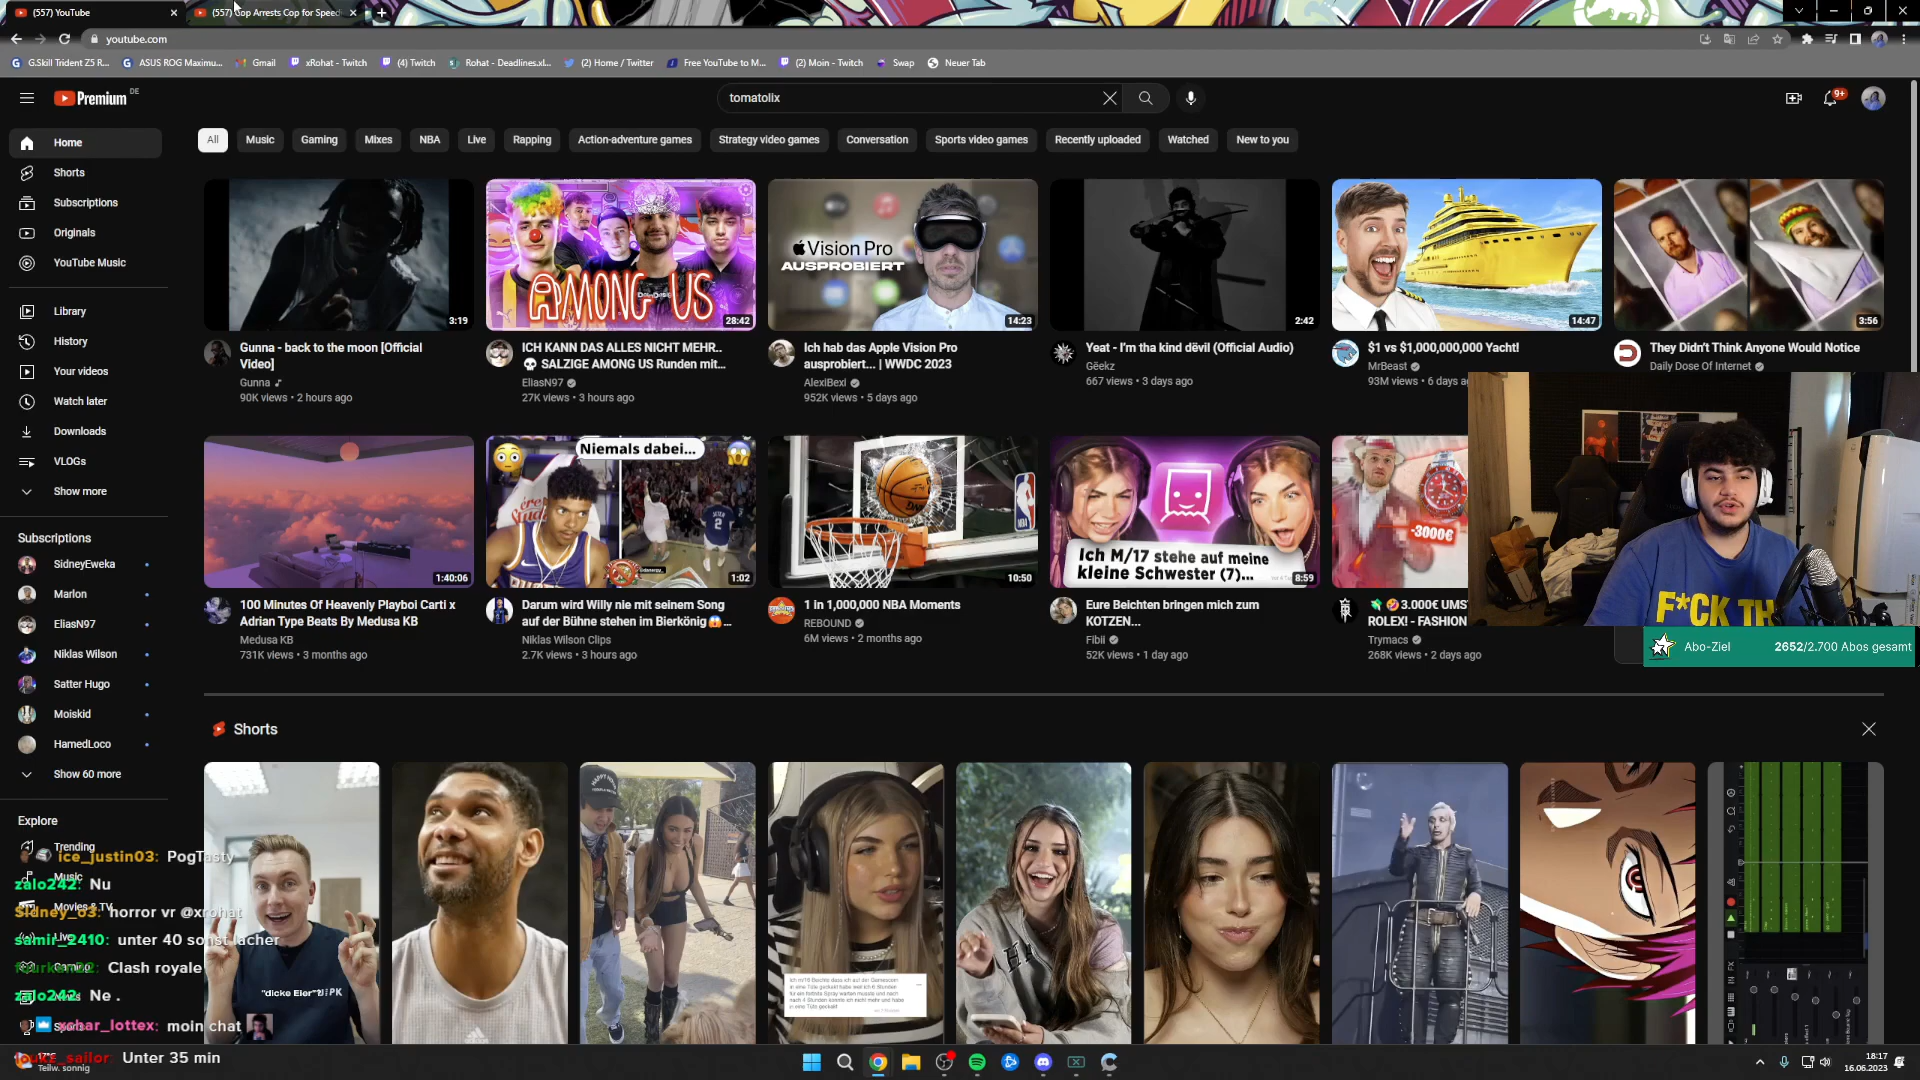 (557) YouTube
(557) Cop Arrests Cop for Speed
youtube.com
G.Skill Trident Z5 R...
ASUS ROG Maximu...
Gmail
xRohat - Twitch
(4) Twitch
Rohat - Deadlines.xl...
(2) Home / Twitter
Free YouTube to M...
(2) Moin - Twitch
Swap
Neuer Tab
Premium DE
tomatolix
9+
Home
Shorts
Subscriptions
Originals
YouTube Music
Library
History
Your videos
Watch later
Downloads
VLOGs
Show more
Subscriptions
SidneyEweka
Marlon
EliasN97
Niklas Wilson
Satter Hugo
Moiskid
HamedLoco
Show 60 more
Explore
Trending
Music
Movies & TV
Live
Gaming
All
Music
Gaming
Mixes
NBA
Live
Rapping
Action-adventure games
Strategy video games
Conversation
Sports video games
Recently uploaded
Watched
New to you
3:19
Gunna - back to the moon [Official
Video]
Gunna
90K views • 2 hours ago
AMONG US
28:42
ICH KANN DAS ALLES NICHT MEHR..
💀 SALZIGE AMONG US Runden mit...
EliasN97
27K views • 3 hours ago
Vision Pro
AUSPROBIERT
14:23
Ich hab das Apple Vision Pro
ausprobiert... | WWDC 2023
AlexiBexi
952K views • 5 days ago
2:42
Yeat - I'm tha kind dëvil (Official Audio)
Gëekz
667 views • 3 days ago
14:47
$1 vs $1,000,000,000 Yacht!
MrBeast
93M views • 6 days ag
3:56
They Didn't Think Anyone Would Notice
Daily Dose Of Internet
1:40:06
100 Minutes Of Heavenly Playboi Carti x
Adrian Type Beats By Medusa KB
Medusa KB
731K views • 3 months ago
Niemals dabei...
1:02
Darum wird Willy nie mit seinem Song
auf der Bühne stehen im Bierkönig😱...
Niklas Wilson Clips
2.7K views • 3 hours ago
NBA
10:50
1 in 1,000,000 NBA Moments
REBOUND
6M views • 2 months ago
Ich M/17 stehe auf meine
kleine Schwester (7)...
8:59
Eure Beichten bringen mich zum
KOTZEN...
Fibii
52K views • 1 day ago
-3000€
3.000€ UMS
ROLEX! - FASHION
Trymacs
268K views • 2 days ago
F*CK TH
Abo-Ziel
2652/2.700 Abos gesamt
Shorts
"dicke Eier"?!
ice_justin03: PogTasty
zalo242: Nu
Sidney_o3: horror vr @xrohat
samir_2410: unter 40 sonst lacher
Clash royale
zalo242: Ne .
moin chat
Unter 35 min
17°C
Teilw. sonnig
18:17
16.06.2023